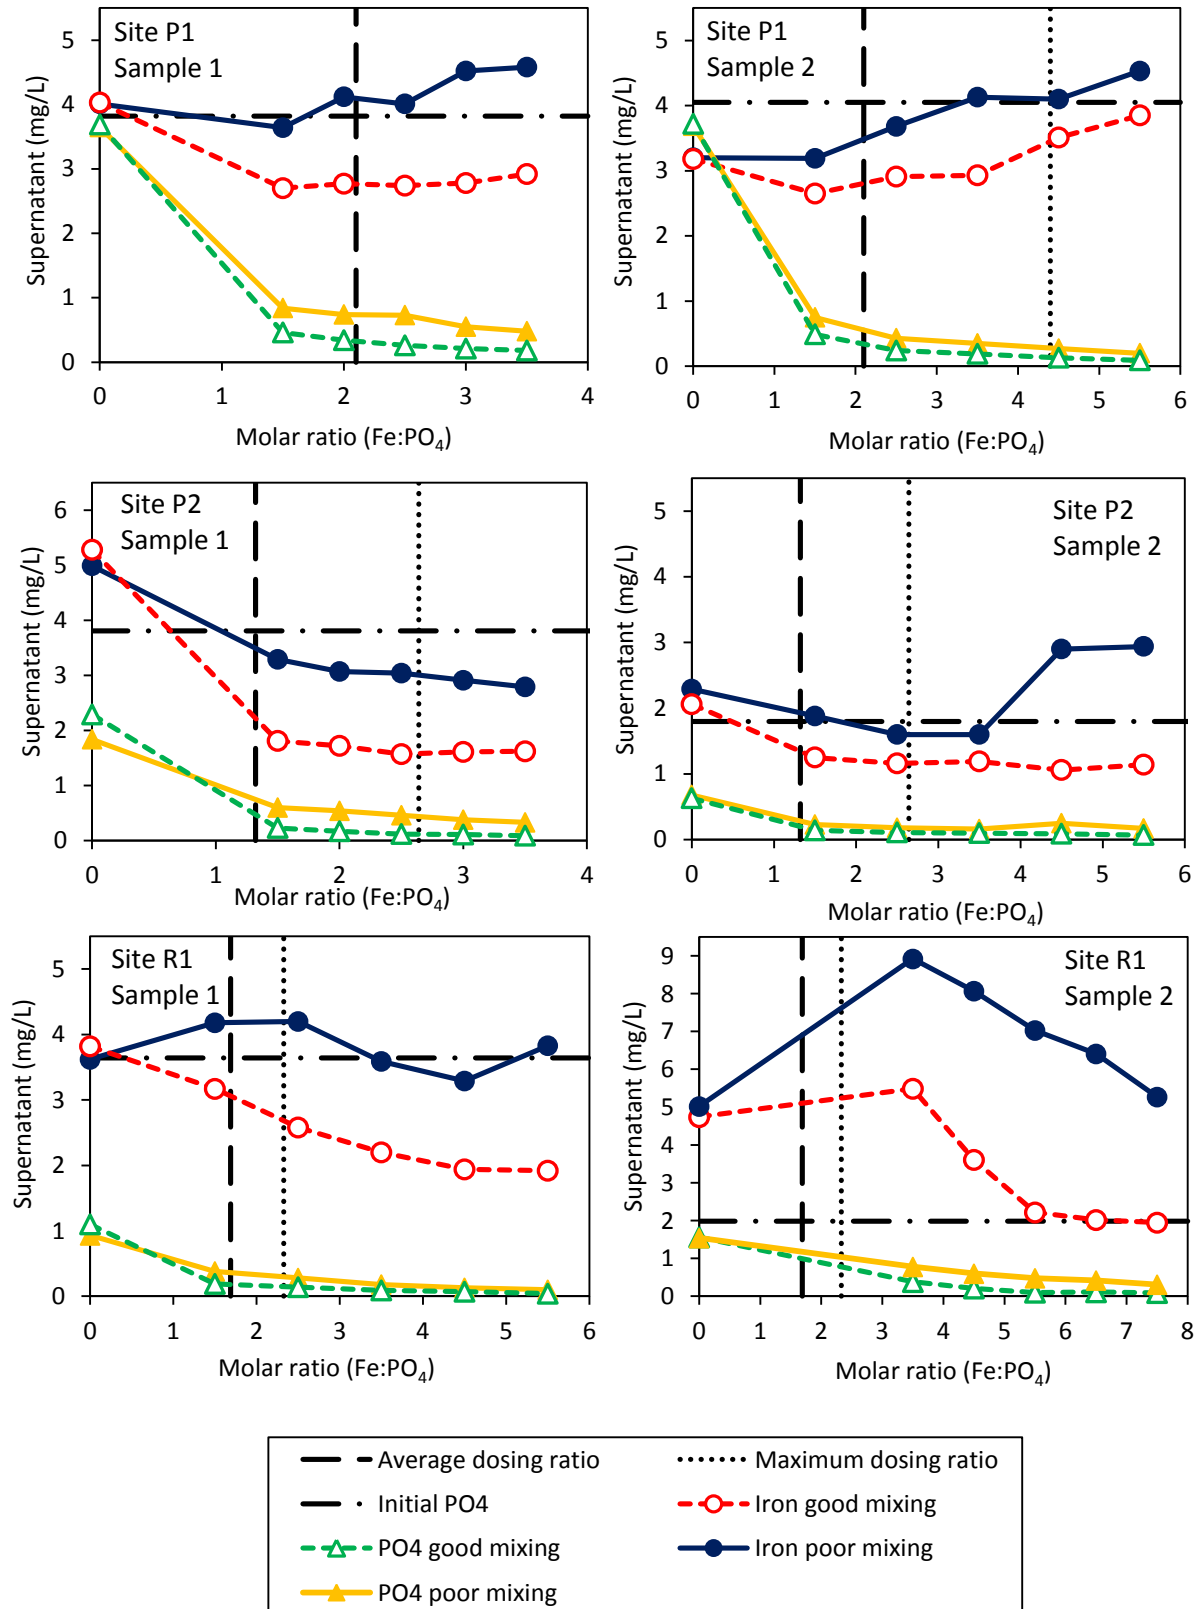 Site P1
Sample 1
Supernatant (mg/L)
5
4
3
2
1
0
0 1 2 3 4
Molar ratio (Fe:PO₄)
Site P1
Sample 2
Supernatant (mg/L)
5
4
3
2
1
0
0 1 2 3 4 5 6
Molar ratio (Fe:PO₄)
Site P2
Sample 1
Supernatant (mg/L)
6
5
4
3
2
1
0
0 1 2 3 4
Molar ratio (Fe:PO₄)
Site P2
Sample 2
Supernatant (mg/L)
5
4
3
2
1
0
0 1 2 3 4 5 6
Molar ratio (Fe:PO₄)
Site R1
Sample 1
Supernatant (mg/L)
5
4
3
2
1
0
0 2 4 6
Molar ratio (Fe:PO₄)
Site R1
Sample 2
Supernatant (mg/L)
9
8
7
6
5
4
3
2
1
0
0 1 2 3 4 5 6 7 8
Molar ratio (Fe:PO₄)
Average dosing ratio
Maximum dosing ratio
Initial PO4
Iron good mixing
PO4 good mixing
Iron poor mixing
PO4 poor mixing